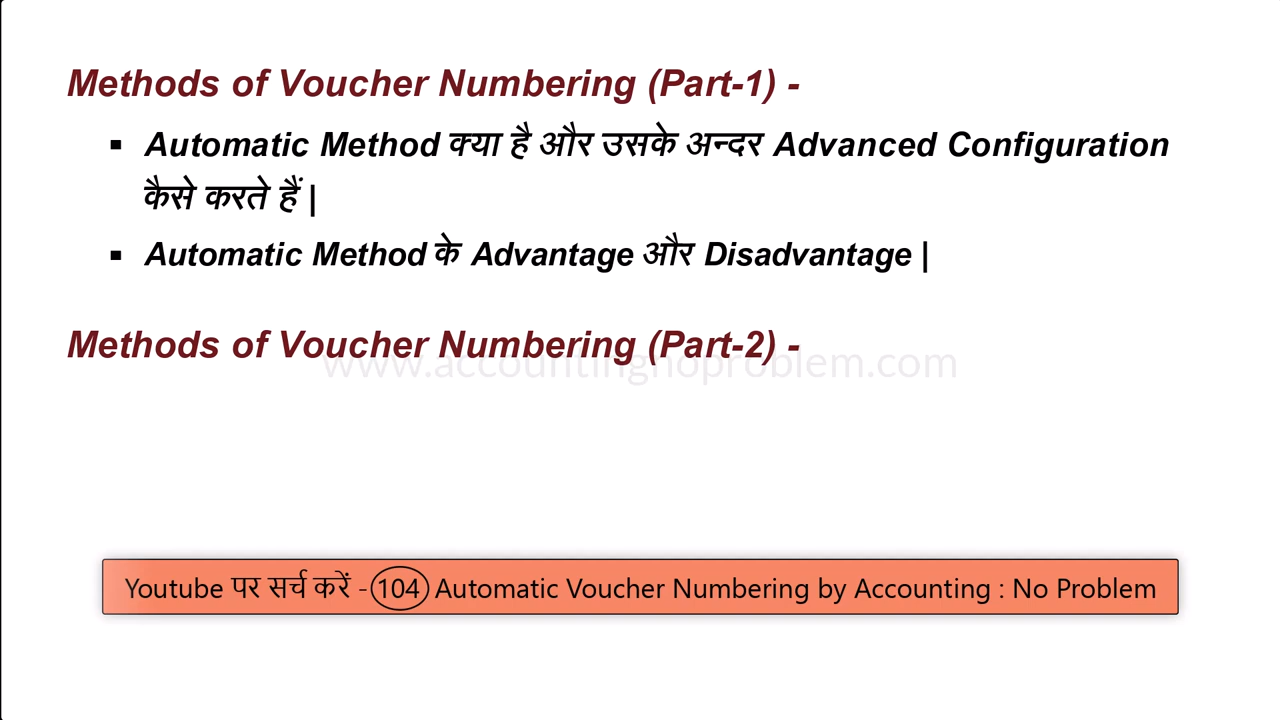 Methods of Voucher Numbering (Part-1) -
▪ Automatic Method क्या है और उसके अन्दर Advanced Configuration
कैसे करते हैं |
▪ Automatic Method के Advantage और Disadvantage |
Methods of Voucher Numbering (Part-2) -
www.accountingnoproblem.com
Youtube पर सर्च करें - 104 Automatic Voucher Numbering by Accounting : No Problem